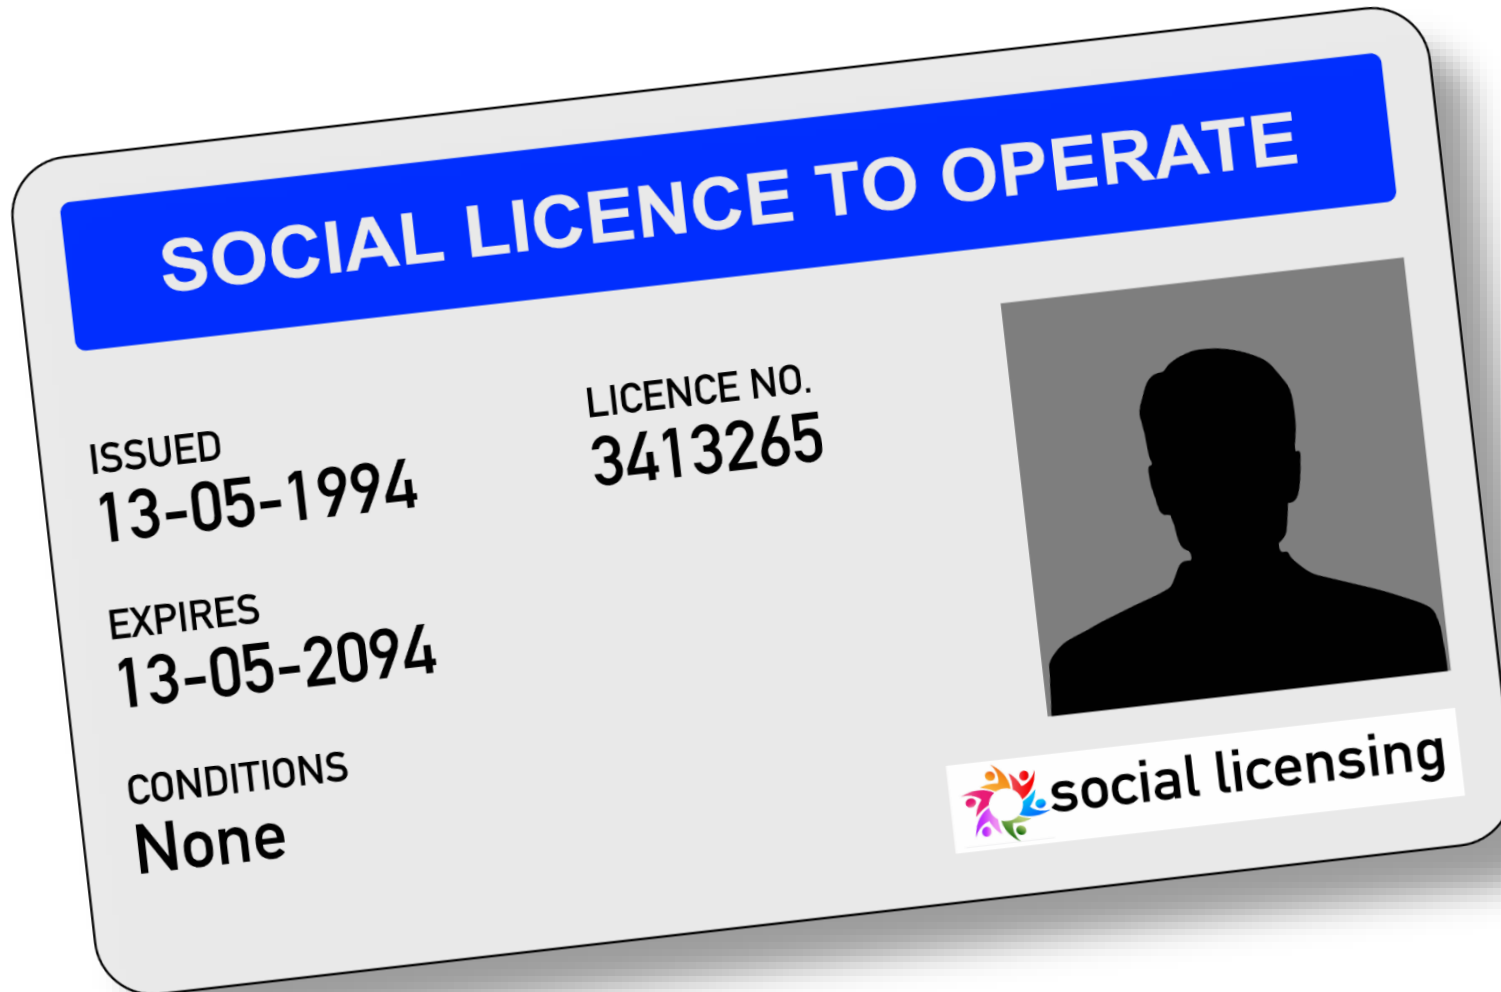 SOCIAL LICENCE TO OPERATE
ISSUED
13-05-1994
LICENCE NO.
3413265
EXPIRES
13-05-2094
CONDITIONS
None
social licensing